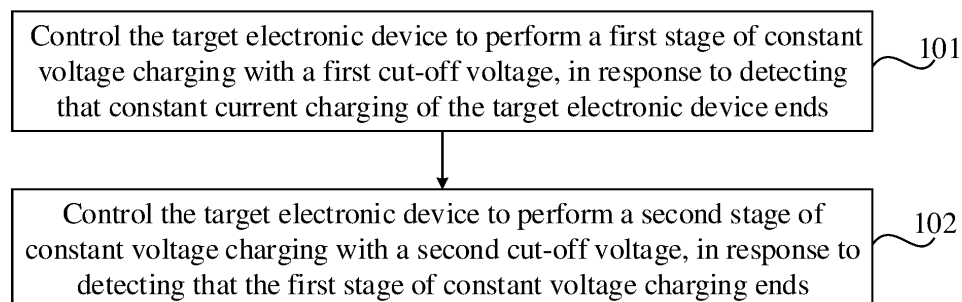 Control the target electronic device to perform a first stage of constant
voltage charging with a first cut-off voltage, in response to detecting
that constant current charging of the target electronic device ends
101
Control the target electronic device to perform a second stage of
constant voltage charging with a second cut-off voltage, in response to
detecting that the first stage of constant voltage charging ends
102